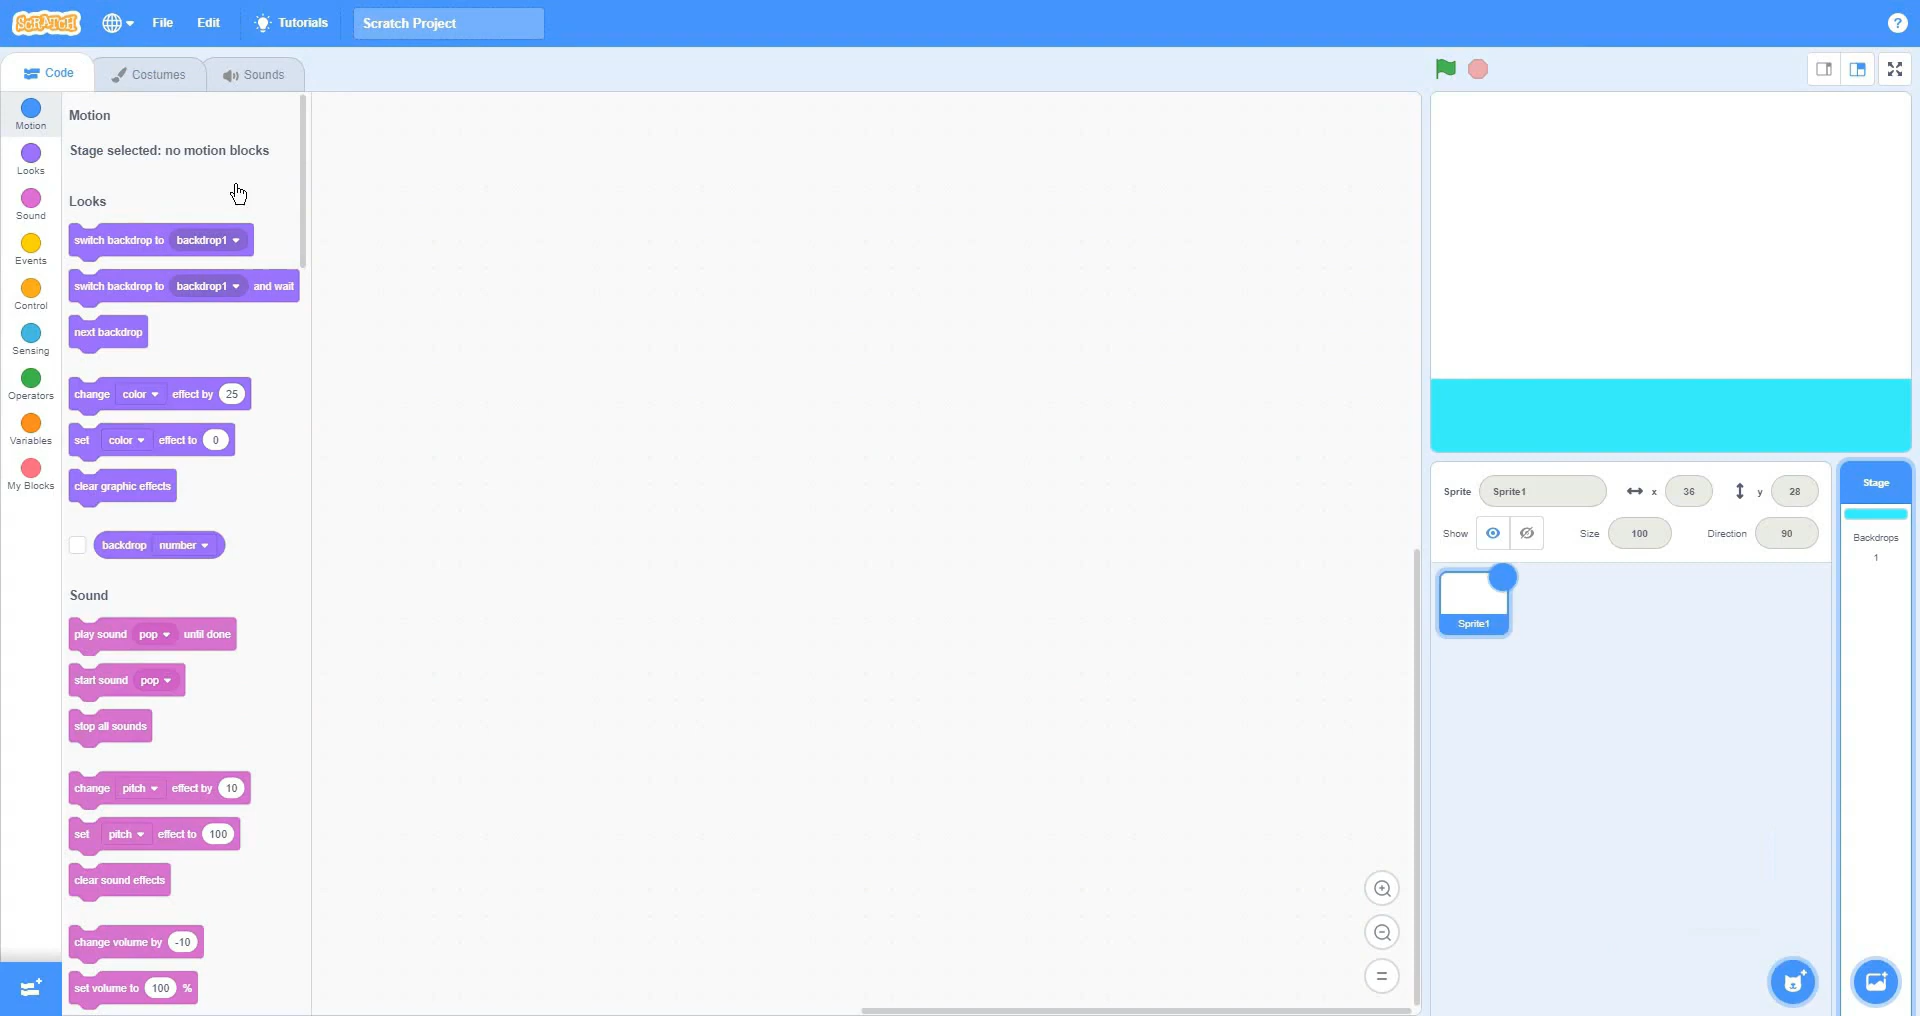 SCRATCH File Edit Tutorials Scratch Project ?
Code Costumes Sounds
Motion
Looks
Sound
Events
Control
Sensing
Operators
Variables
My Blocks
Motion
Stage selected: no motion blocks
Looks
switch backdrop to backdrop1
switch backdrop to backdrop1 and wait
next backdrop
change color effect by 25
set color effect to 0
clear graphic effects
backdrop number
Sound
play sound pop until done
start sound pop
stop all sounds
change pitch effect by 10
set pitch effect to 100
clear sound effects
change volume by -10
set volume to 100 %
Sprite Sprite1 x 36 y 28
Show Size 100 Direction 90
Sprite1
Stage
Backdrops
1